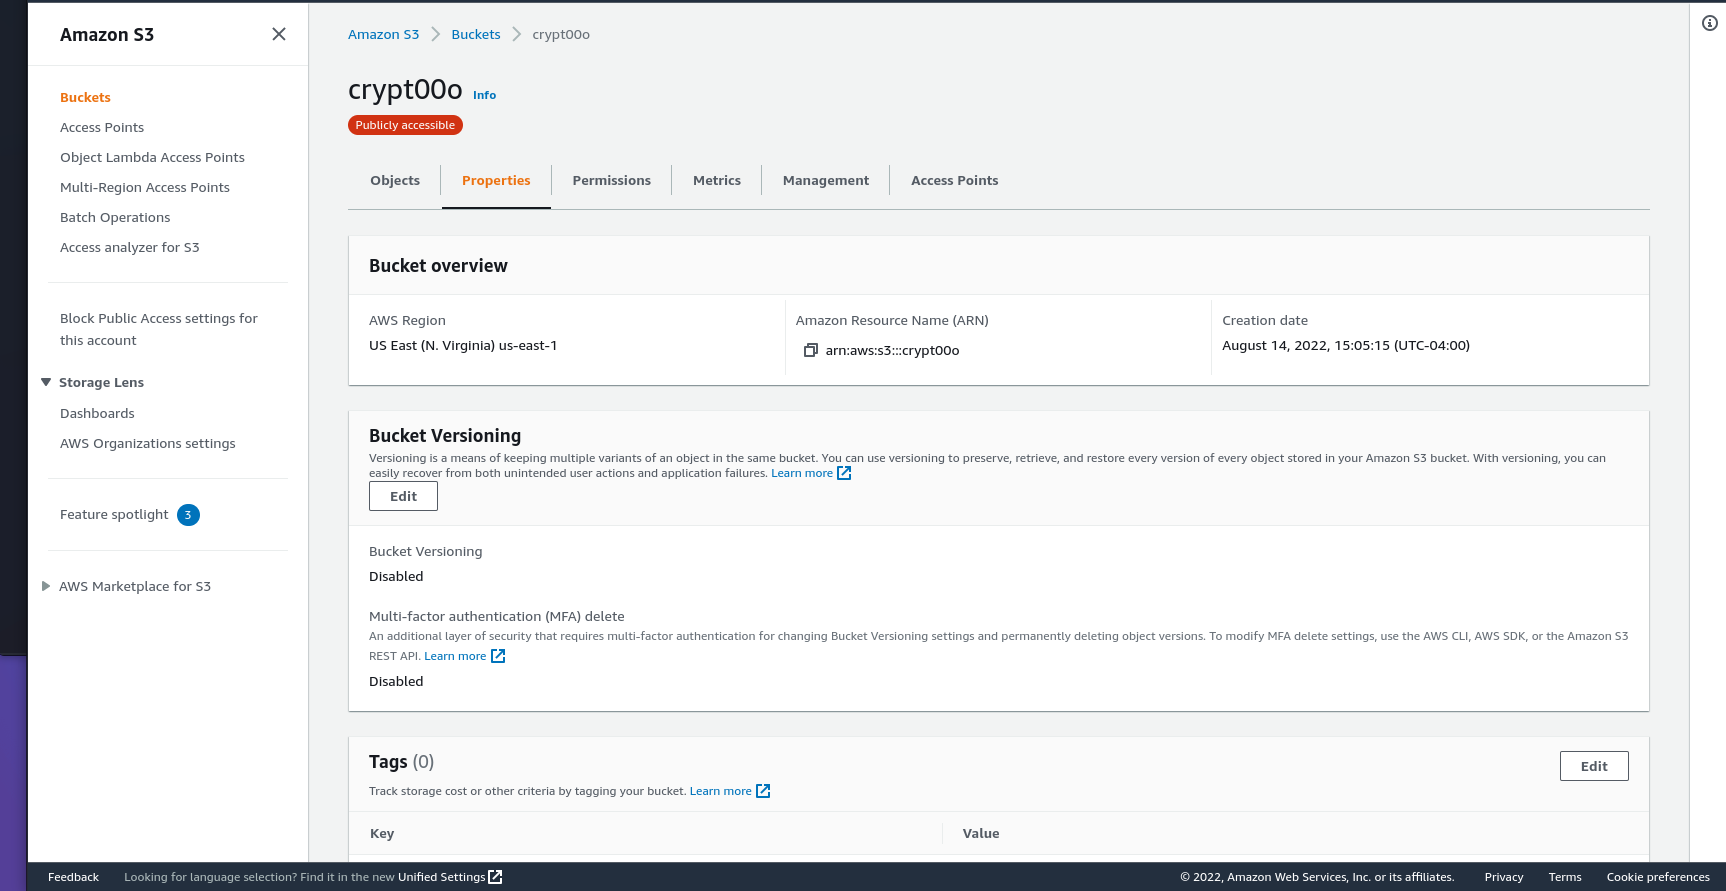 Amazon S3
Buckets
Access Points
Object Lambda Access Points
Multi-Region Access Points
Batch Operations
Access analyzer for S3
Block Public Access settings for
this account
Storage Lens
Dashboards
AWS Organizations settings
Feature spotlight 3
AWS Marketplace for S3
Amazon S3 Buckets crypt00o
crypt00o Info
Publicly accessible
Objects Properties Permissions Metrics Management Access Points
Bucket overview
AWS Region
US East (N. Virginia) us-east-1
Amazon Resource Name (ARN)
arn:aws:s3:::crypt00o
Creation date
August 14, 2022, 15:05:15 (UTC-04:00)
Bucket Versioning
Versioning is a means of keeping multiple variants of an object in the same bucket. You can use versioning to preserve, retrieve, and restore every version of every object stored in your Amazon S3 bucket. With versioning, you can
easily recover from both unintended user actions and application failures. Learn more
Edit
Bucket Versioning
Disabled
Multi-factor authentication (MFA) delete
An additional layer of security that requires multi-factor authentication for changing Bucket Versioning settings and permanently deleting object versions. To modify MFA delete settings, use the AWS CLI, AWS SDK, or the Amazon S3
REST API. Learn more
Disabled
Tags (0)
Edit
Track storage cost or other criteria by tagging your bucket. Learn more
Key Value
Feedback Looking for language selection? Find it in the new Unified Settings © 2022, Amazon Web Services, Inc. or its affiliates. Privacy Terms Cookie preferences